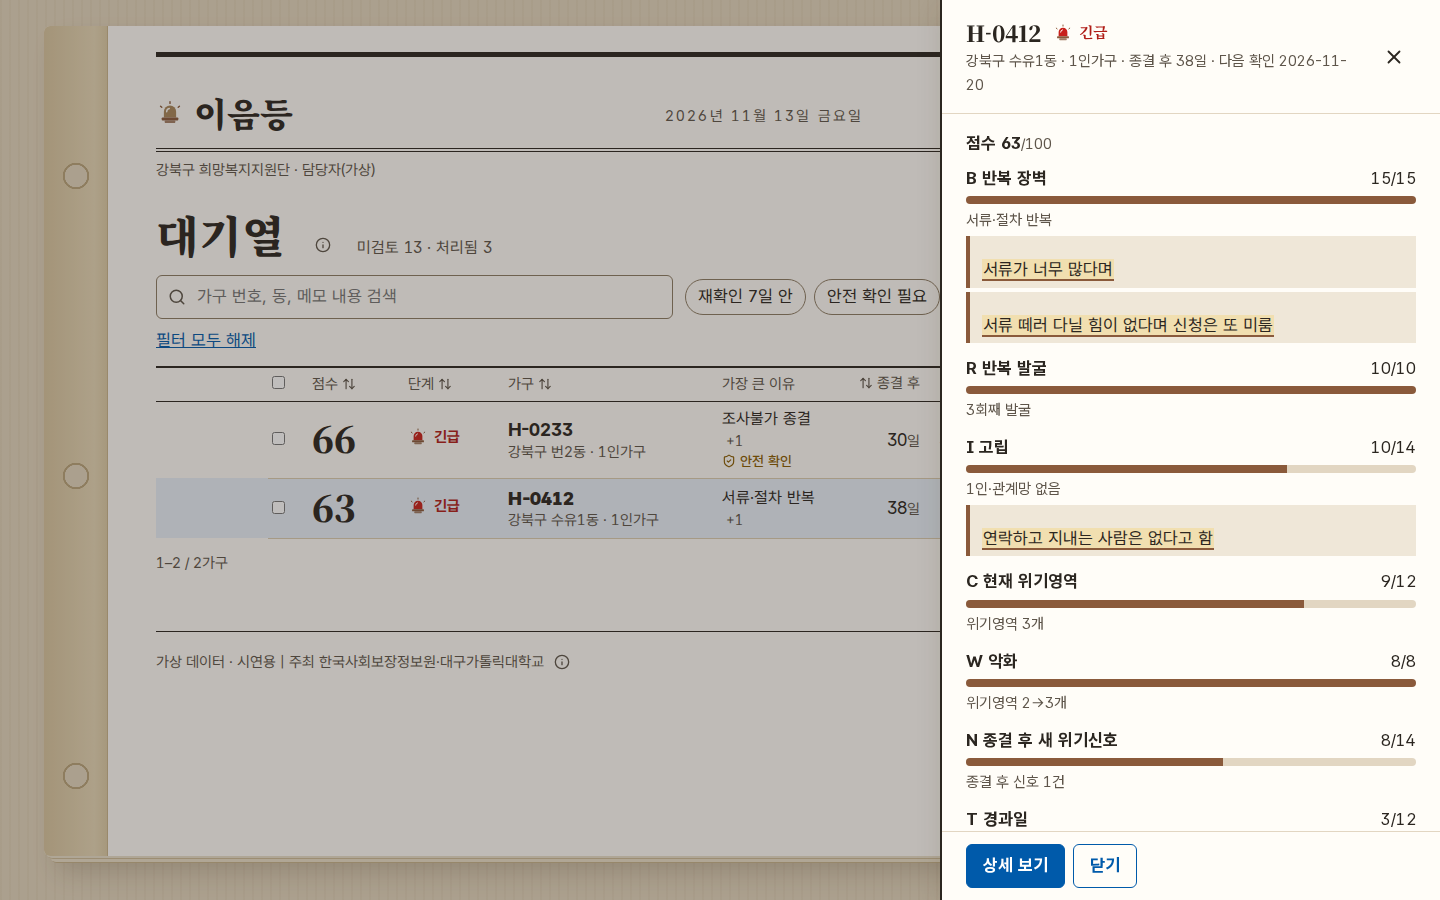 이음등
2026년 11월 13일 금요일
강북구 희망복지지원단 · 담당자(가상)
대기열
미검토 13 · 처리됨 3
가구 번호, 동, 메모 내용 검색
재확인 7일 안
안전 확인 필요
필터 모두 해제
점수 단계 가구 가장 큰 이유 종결 후
66 긴급 H-0233 조사불가 종결 30일
강북구 번2동 · 1인가구 +1
안전 확인
63 긴급 H-0412 서류·절차 반복 38일
강북구 수유1동 · 1인가구 +1
1–2 / 2가구
가상 데이터 · 시연용 | 주최 한국사회보장정보원·대구가톨릭대학교
H-0412 긴급
강북구 수유1동 · 1인가구 · 종결 후 38일 · 다음 확인 2026-11-
20
점수 63/100
B 반복 장벽 15/15
서류·절차 반복
서류가 너무 많다며
서류 떼러 다닐 힘이 없다며 신청은 또 미룸
R 반복 발굴 10/10
3회째 발굴
I 고립 10/14
1인·관계망 없음
연락하고 지내는 사람은 없다고 함
C 현재 위기영역 9/12
위기영역 3개
W 악화 8/8
위기영역 2→3개
N 종결 후 새 위기신호 8/14
종결 후 신호 1건
T 경과일 3/12
상세 보기
닫기